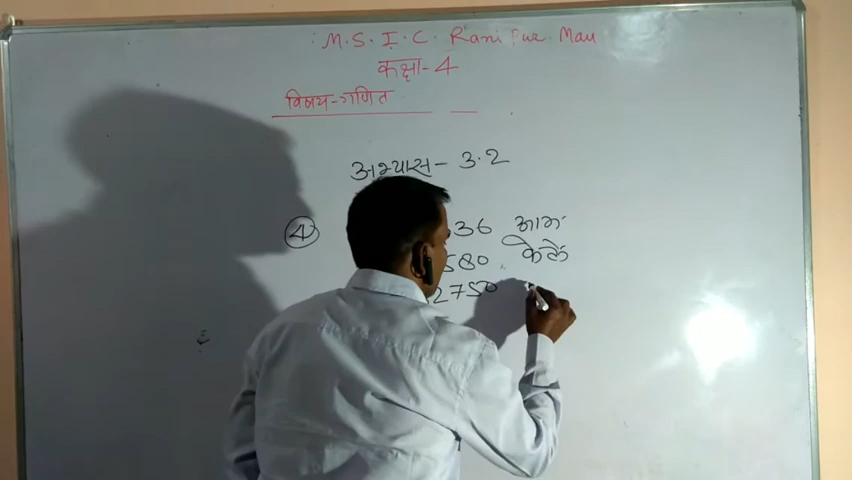 M.S.I.C. Rani Pur Mau
कक्षा-4
विषय-गणित
अभ्यास- 3.2
4 36 आम
580 केलें
2750